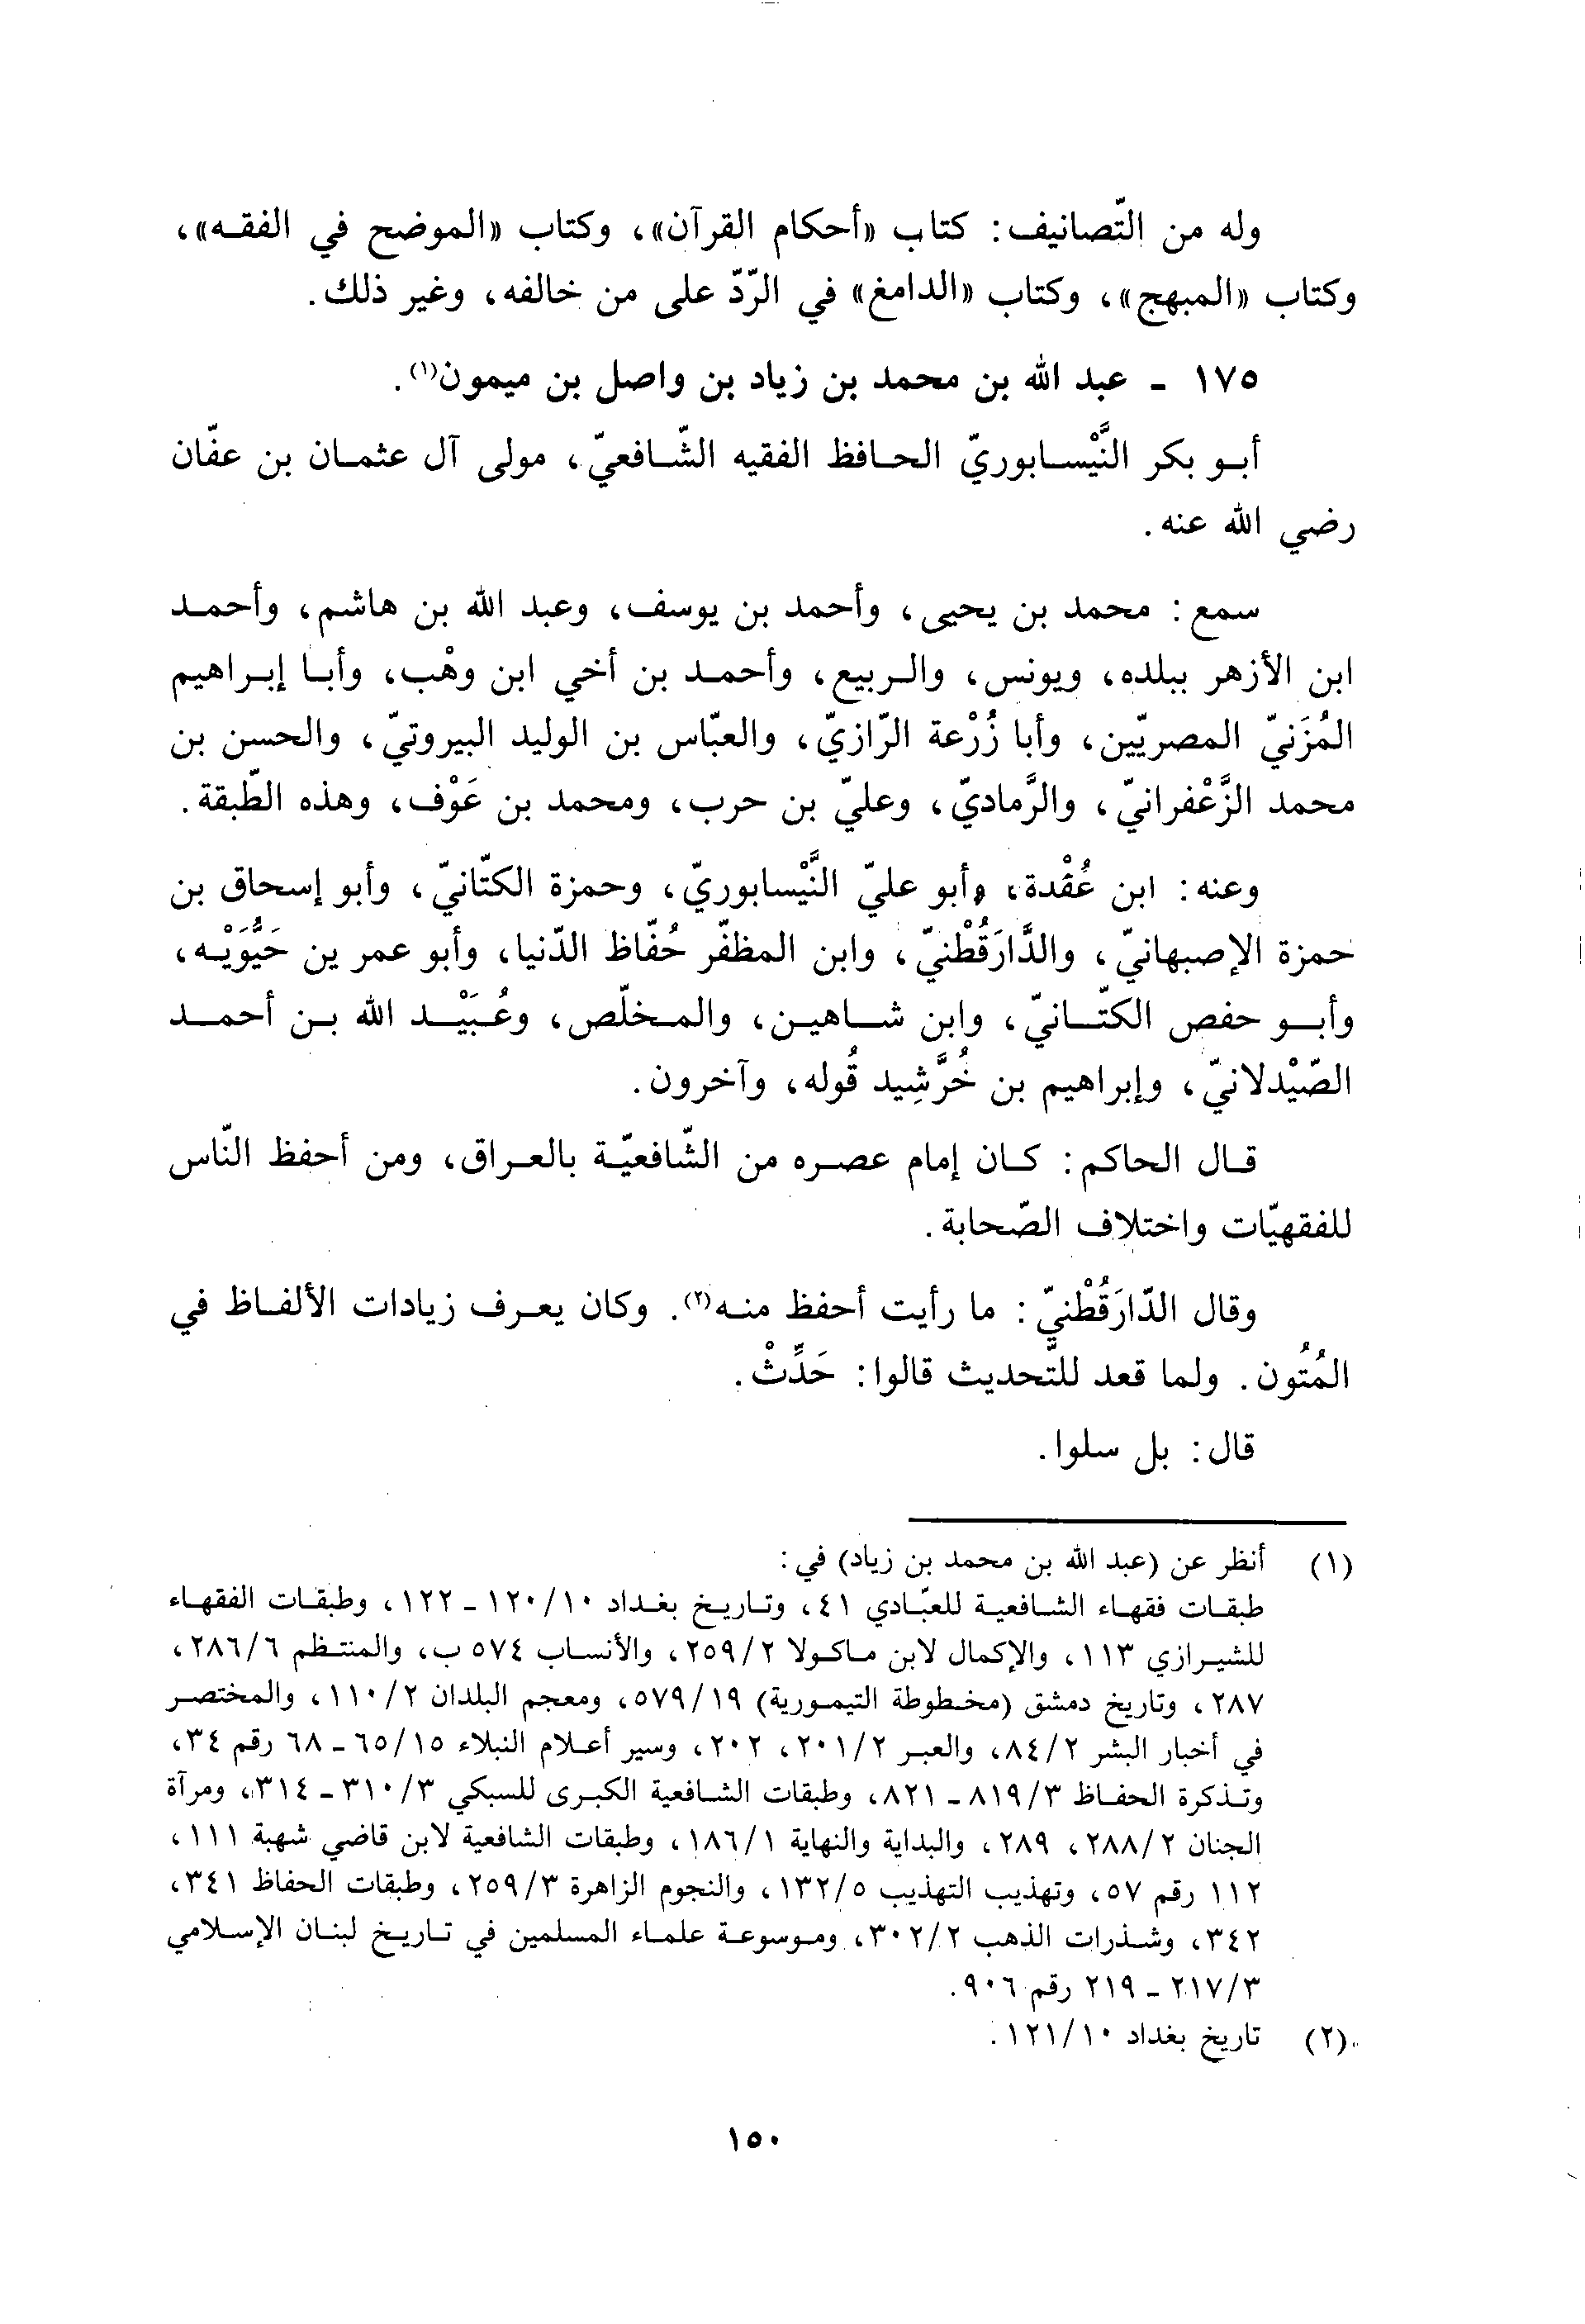 وله من التّصانيف: كتاب «أحكام القرآن»، وكتاب «الموضح في الفقه»،
وكتاب «المبهج»، وكتاب «الدامغ» في الرّدّ على من خالفه، وغير ذلك.
١٧٥ - عبد الله بن محمد بن زياد بن واصل بن ميمون(١).
أبو بكر النَّيْسابوريّ الحافظ الفقيه الشّافعيّ، مولى آل عثمان بن عفّان
رضي الله عنه.
سمع: محمد بن يحيى، وأحمد بن يوسف، وعبد الله بن هاشم، وأحمد
ابن الأزهر ببلده، ويونس، والربيع، وأحمد بن أخي ابن وهْب، وأبا إبراهيم
المُزَنيّ المصريّين، وأبا زُرْعة الرّازيّ، والعبّاس بن الوليد البيروتيّ، والحسن بن
محمد الزَّعْفرانيّ، والرَّماديّ، وعليّ بن حرب، ومحمد بن عَوْف، وهذه الطّبقة.
وعنه: ابن عُقْدة، وأبو عليّ النَّيْسابوريّ، وحمزة الكتّانيّ، وأبو إسحاق بن
حمزة الإصبهانيّ، والدَّارَقُطْنيّ، وابن المظفّر حُفّاظ الدّنيا، وأبو عمر ين حَيُّوَيْه،
وأبو حفص الكتّانيّ، وابن شاهين، والمخلّص، وعُبَيْد الله بن أحمد
الصّيْدلانيّ، وإبراهيم بن خُرَّشِيد قُوله، وآخرون.
قال الحاكم: كان إمام عصره من الشّافعيّة بالعراق، ومن أحفظ النّاس
للفقهيّات واختلاف الصّحابة.
وقال الدّارَقُطْنيّ: ما رأيت أحفظ منه(٢). وكان يعرف زيادات الألفاظ في
المُتُون. ولما قعد للتّحديث قالوا: حَدِّثْ.
قال: بل سلوا.
(١) أنظر عن (عبد الله بن محمد بن زياد) في:
طبقات فقهاء الشافعية للعبّادي ٤١، وتاريخ بغداد ١٢٠/١٠ - ١٢٢، وطبقات الفقهاء
للشيرازي ١١٣، والإكمال لابن ماكولا ٢٥٩/٢، والأنساب ٥٧٤ ب، والمنتظم ٢٨٦/٦،
٢٨٧، وتاريخ دمشق (مخطوطة التيمورية) ٥٧٩/١٩، ومعجم البلدان ١١٠/٢، والمختصر
في أخبار البشر ٨٤/٢، والعبر ٢٠١/٢، ٢٠٢، وسير أعلام النبلاء ٦٥/١٥ - ٦٨ رقم ٣٤،
وتذكرة الحفاظ ٨١٩/٣ - ٨٢١، وطبقات الشافعية الكبرى للسبكي ٣١٠/٣ - ٣١٤، ومرآة
الجنان ٢٨٨/٢، ٢٨٩، والبداية والنهاية ١٨٦/١، وطبقات الشافعية لابن قاضي شهبة ١١١،
١١٢ رقم ٥٧، وتهذيب التهذيب ١٣٢/٥، والنجوم الزاهرة ٢٥٩/٣، وطبقات الحفاظ ٣٤١،
٣٤٢، وشذرات الذهب ٣٠٢/٢، وموسوعة علماء المسلمين في تاريخ لبنان الإسلامي
٢١٧/٣ - ٢١٩ رقم ٩٠٦.
(٢) تاريخ بغداد ١٢١/١٠.
١٥٠